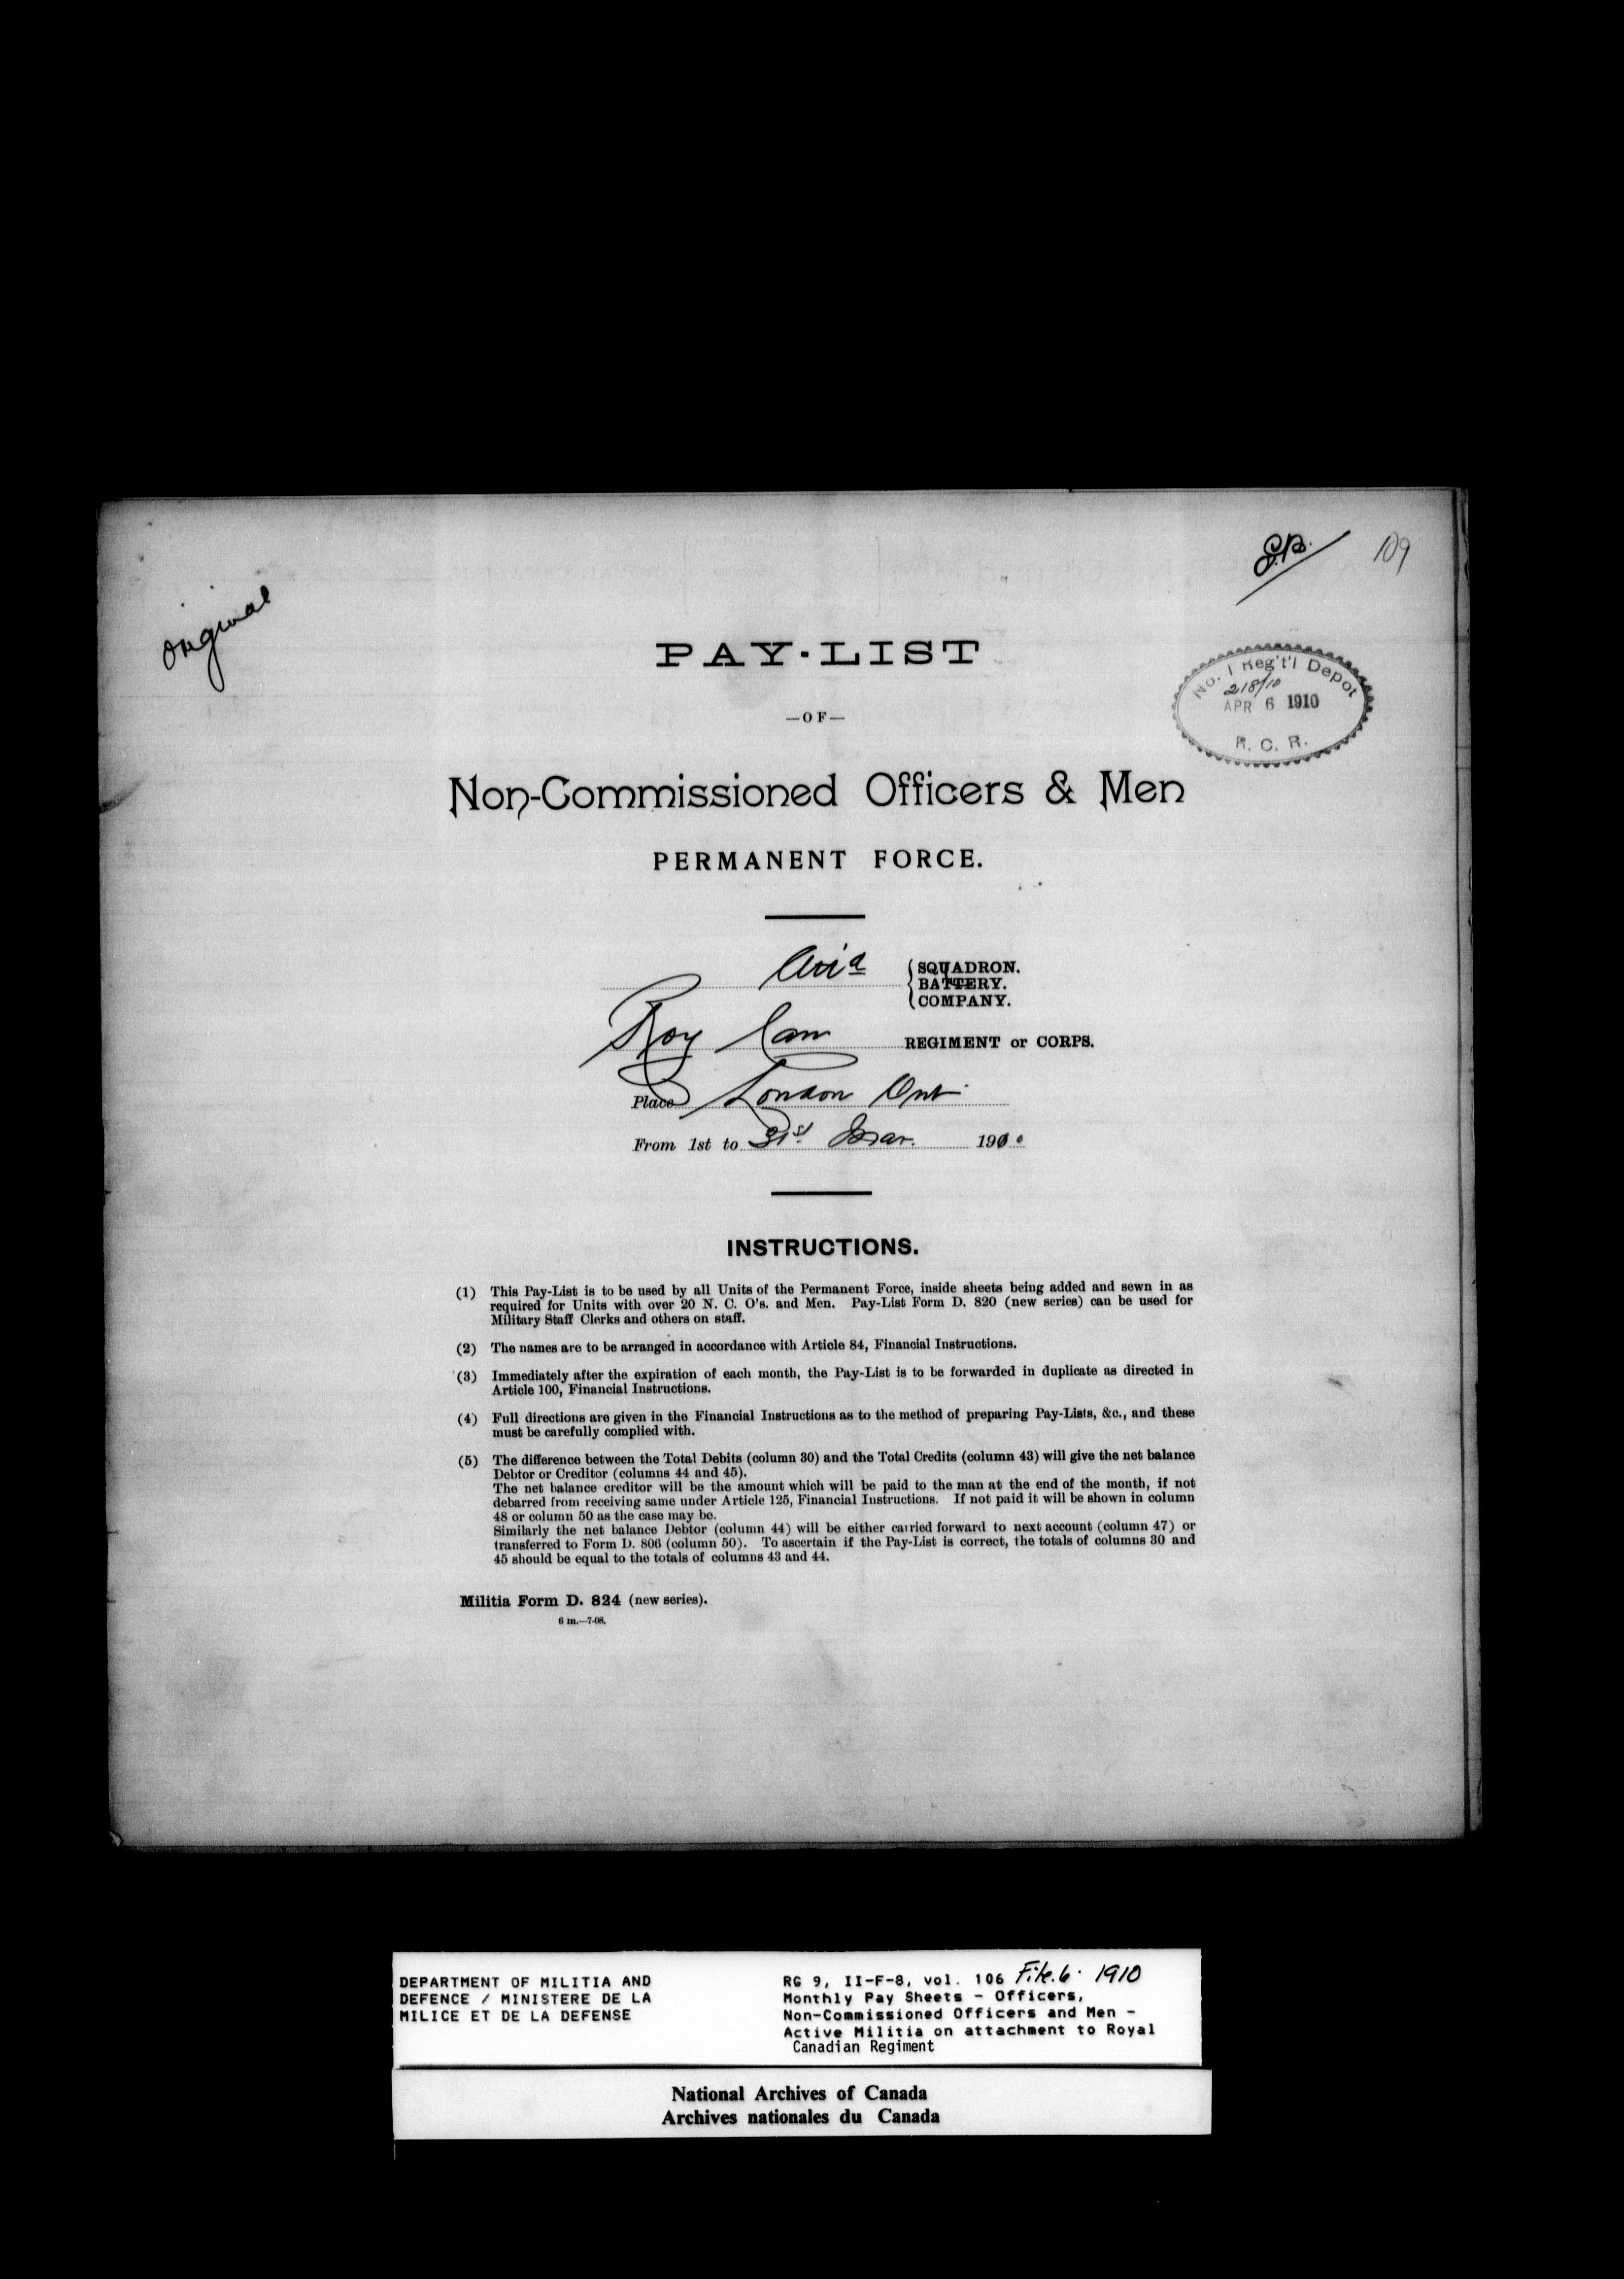 original
J.B. 109
No. 1 Reg't'l Depot
218/10
APR 6 1910
R. C. R.
PAY-LIST
—OF—
Non-Commissioned Officers & Men
PERMANENT FORCE.
SQUADRON.
BATTERY.
COMPANY.
Roy Can REGIMENT or CORPS.
Place London Ont
From 1st to 31st Mar. 1910
INSTRUCTIONS.
(1) This Pay-List is to be used by all Units of the Permanent Force, inside sheets being added and sewn in as
required for Units with over 20 N. C. O's. and Men. Pay-List Form D. 820 (new series) can be used for
Military Staff Clerks and others on staff.
(2) The names are to be arranged in accordance with Article 84, Financial Instructions.
(3) Immediately after the expiration of each month, the Pay-List is to be forwarded in duplicate as directed in
Article 100, Financial Instructions.
(4) Full directions are given in the Financial Instructions as to the method of preparing Pay-Lists, &c., and these
must be carefully complied with.
(5) The difference between the Total Debits (column 30) and the Total Credits (column 43) will give the net balance
Debtor or Creditor (columns 44 and 45).
The net balance creditor will be the amount which will be paid to the man at the end of the month, if not
debarred from receiving same under Article 125, Financial Instructions. If not paid it will be shown in column
48 or column 50 as the case may be.
Similarly the net balance Debtor (column 44) will be either carried forward to next account (column 47) or
transferred to Form D. 806 (column 50). To ascertain if the Pay-List is correct, the totals of columns 30 and
45 should be equal to the totals of columns 43 and 44.
Militia Form D. 824 (new series).
6 m.—7-08.
DEPARTMENT OF MILITIA AND
DEFENCE / MINISTERE DE LA
MILICE ET DE LA DEFENSE
RG 9, II-F-8, vol. 106 File 6. 1910
Monthly Pay Sheets - Officers,
Non-Commissioned Officers and Men -
Active Militia on attachment to Royal
Canadian Regiment
National Archives of Canada
Archives nationales du Canada